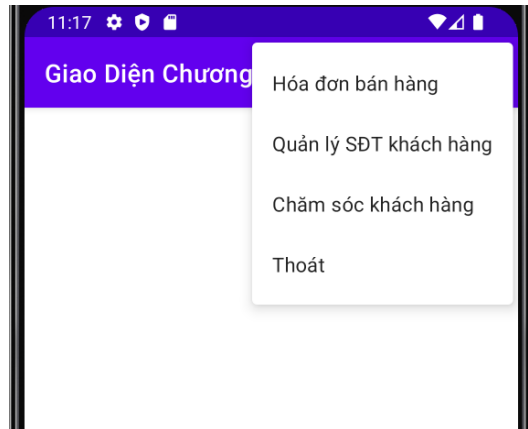 11:17
Giao Diện Chương
Hóa đơn bán hàng
Quản lý SĐT khách hàng
Chăm sóc khách hàng
Thoát